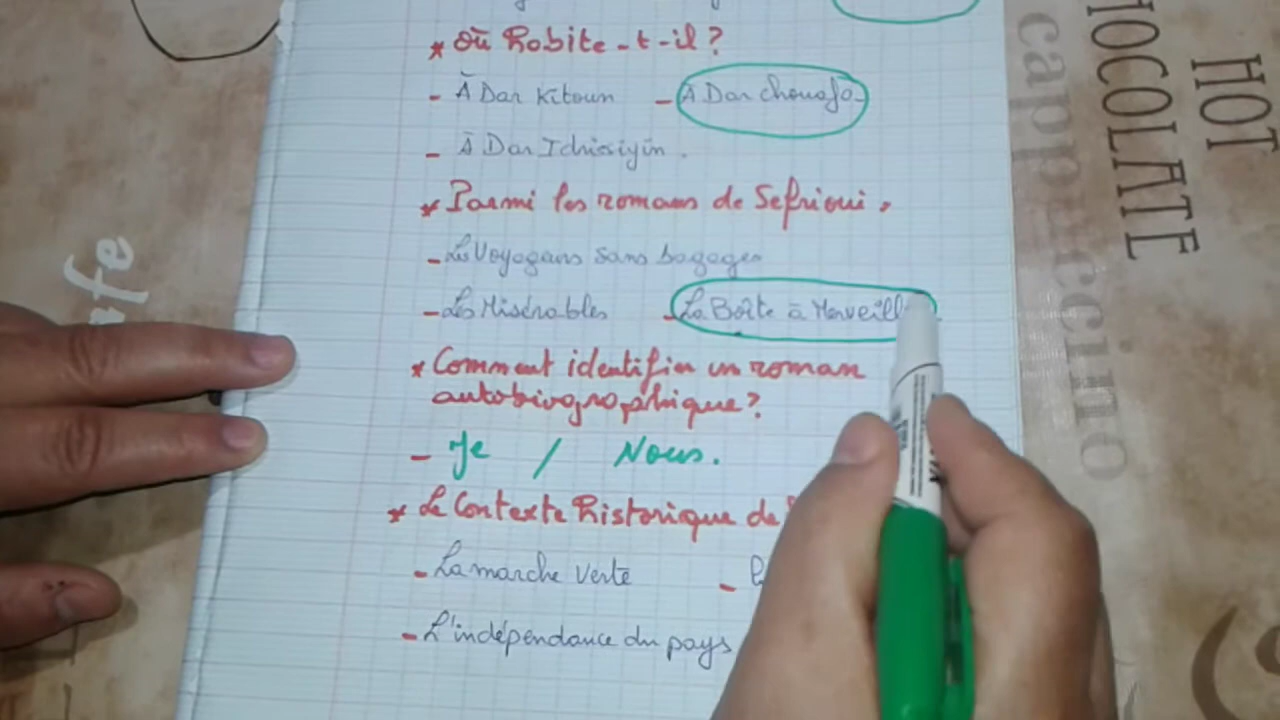 * où habite-t-il ?
- À Dar Kitoun - À Dar chouafa
- À Dar Idrissiyin.
* Parmi les romans de Sefrioui.
- Les Voyageurs sans bagages
- Les Misérables - La Boîte à Merveill
* Comment identifier un roman
autobiographique ?
- Je / Nous.
* Le Contexte historique de
- La marche verte -
- L'indépendance du pays
HOT
CHOCOLATE
cappuccino